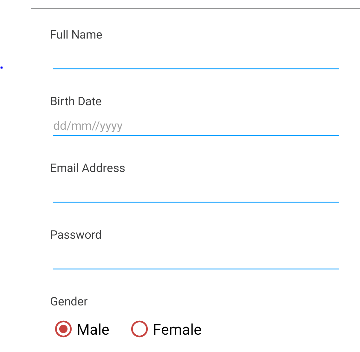 Full Name
Birth Date
dd/mm//yyyy
Email Address
Password
Gender
Male Female